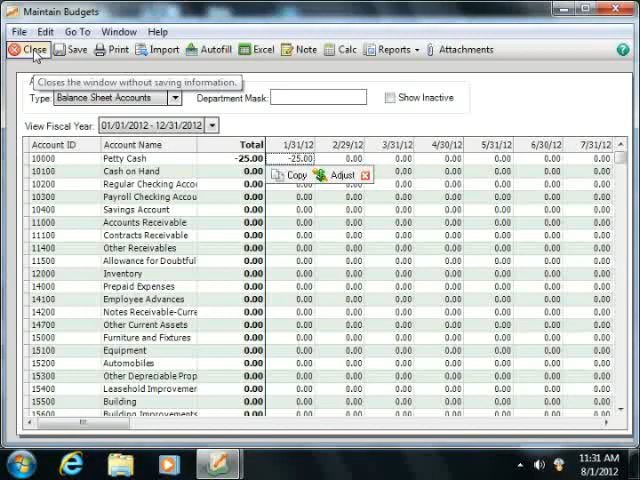 Maintain Budgets
File Edit Go To Window Help
Close Save Print Import Autofill Excel Note Calc Reports Attachments
Closes the window without saving information.
Type: Balance Sheet Accounts Department Mask: Show Inactive
View Fiscal Year: 01/01/2012 - 12/31/2012
Account ID Account Name Total 1/31/12 2/29/12 3/31/12 4/30/12 5/31/12 6/30/12 7/31/12
10000 Petty Cash -25.00 -25.00 0.00 0.00 0.00 0.00 0.00 0.00
10100 Cash on Hand 0.00 Copy Adjust 0.00 0.00 0.00 0.00 0.00
10200 Regular Checking Acco 0.00 0.00 0.00 0.00 0.00 0.00 0.00 0.00
10300 Payroll Checking Accou 0.00 0.00 0.00 0.00 0.00 0.00 0.00 0.00
10400 Savings Account 0.00 0.00 0.00 0.00 0.00 0.00 0.00 0.00
11000 Accounts Receivable 0.00 0.00 0.00 0.00 0.00 0.00 0.00 0.00
11100 Contracts Receivable 0.00 0.00 0.00 0.00 0.00 0.00 0.00 0.00
11400 Other Receivables 0.00 0.00 0.00 0.00 0.00 0.00 0.00 0.00
11500 Allowance for Doubtful 0.00 0.00 0.00 0.00 0.00 0.00 0.00 0.00
12000 Inventory 0.00 0.00 0.00 0.00 0.00 0.00 0.00 0.00
14000 Prepaid Expenses 0.00 0.00 0.00 0.00 0.00 0.00 0.00 0.00
14100 Employee Advances 0.00 0.00 0.00 0.00 0.00 0.00 0.00 0.00
14200 Notes Receivable-Curre 0.00 0.00 0.00 0.00 0.00 0.00 0.00 0.00
14700 Other Current Assets 0.00 0.00 0.00 0.00 0.00 0.00 0.00 0.00
15000 Furniture and Fixtures 0.00 0.00 0.00 0.00 0.00 0.00 0.00 0.00
15100 Equipment 0.00 0.00 0.00 0.00 0.00 0.00 0.00 0.00
15200 Automobiles 0.00 0.00 0.00 0.00 0.00 0.00 0.00 0.00
15300 Other Depreciable Prop 0.00 0.00 0.00 0.00 0.00 0.00 0.00 0.00
15400 Leasehold Improvemen 0.00 0.00 0.00 0.00 0.00 0.00 0.00 0.00
15500 Building 0.00 0.00 0.00 0.00 0.00 0.00 0.00 0.00
15600 Building Improvements 0.00 0.00 0.00 0.00 0.00 0.00 0.00 0.00
11:31 AM
8/1/2012